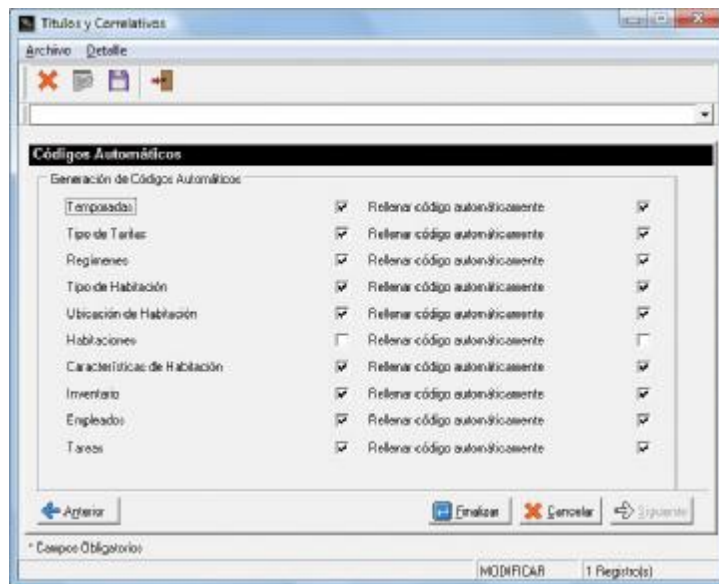 Títulos y Correlativos
Archivo Detalle
Códigos Automáticos
Generación de Códigos Automáticos
Temporadas Rellenar código automáticamente
Tipo de Tarifas Rellenar código automáticamente
Regímenes Rellenar código automáticamente
Tipo de Habitación Rellenar código automáticamente
Ubicación de Habitación Rellenar código automáticamente
Habitaciones Rellenar código automáticamente
Características de Habitación Rellenar código automáticamente
Inventario Rellenar código automáticamente
Empleados Rellenar código automáticamente
Tareas Rellenar código automáticamente
Anterior Finalizar Cancelar Siguiente
* Campos Obligatorios
MODIFICAR 1 Registro(s)